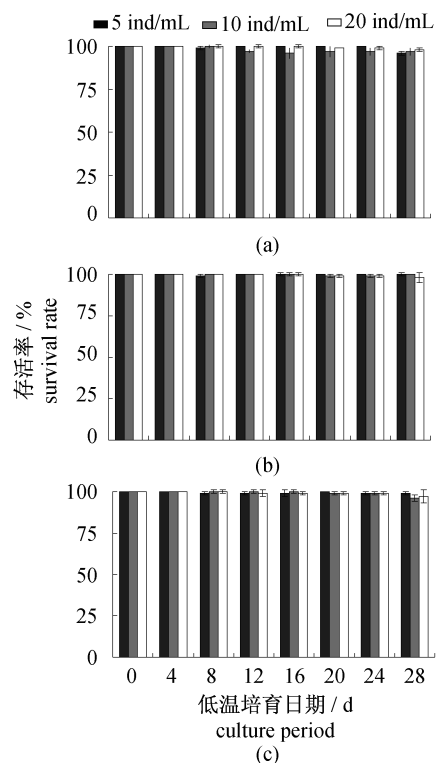 5 ind/mL 10 ind/mL 20 ind/mL
100
75
50
25
0
(a)
存活率 / %
survival rate
100
75
50
25
0
(b)
100
75
50
25
0
0 4 8 12 16 20 24 28
低温培育日期 / d
culture period
(c)